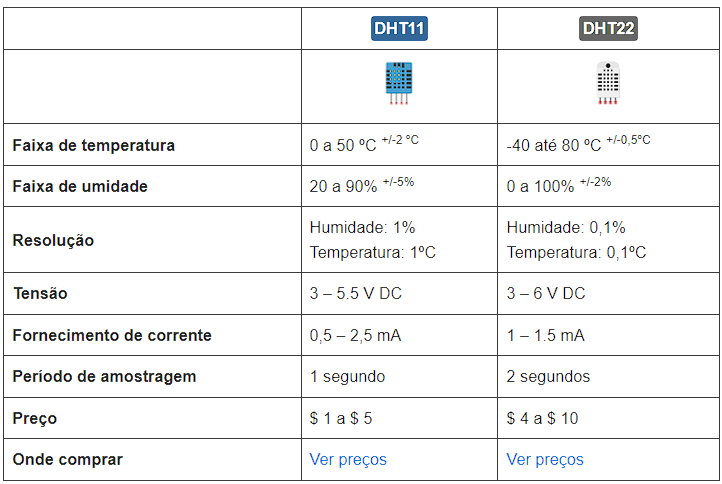 DHT11 DHT22
Faixa de temperatura 0 a 50 ºC +/-2 ºC -40 até 80 ºC +/-0,5ºC
Faixa de umidade 20 a 90% +/-5% 0 a 100% +/-2%
Resolução
Humidade: 1%
Temperatura: 1ºC
Humidade: 0,1%
Temperatura: 0,1ºC
Tensão 3 – 5.5 V DC 3 – 6 V DC
Fornecimento de corrente 0,5 – 2,5 mA 1 – 1.5 mA
Período de amostragem 1 segundo 2 segundos
Preço $ 1 a $ 5 $ 4 a $ 10
Onde comprar Ver preços Ver preços